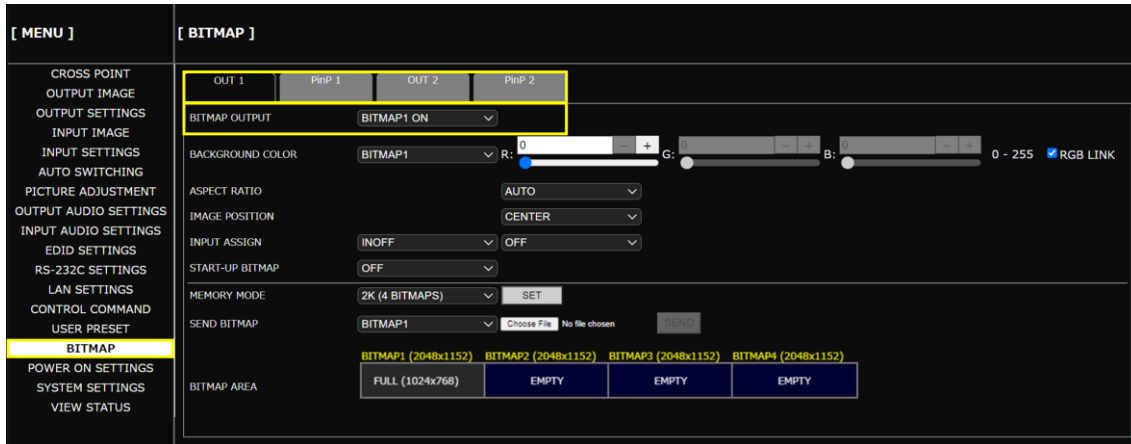 [ MENU ]
[ BITMAP ]
CROSS POINT
OUTPUT IMAGE
OUTPUT SETTINGS
INPUT IMAGE
INPUT SETTINGS
AUTO SWITCHING
PICTURE ADJUSTMENT
OUTPUT AUDIO SETTINGS
INPUT AUDIO SETTINGS
EDID SETTINGS
RS-232C SETTINGS
LAN SETTINGS
CONTROL COMMAND
USER PRESET
BITMAP
POWER ON SETTINGS
SYSTEM SETTINGS
VIEW STATUS
OUT 1 PinP 1 OUT 2 PinP 2
BITMAP OUTPUT BITMAP1 ON
BACKGROUND COLOR BITMAP1 R: 0 - + G: 0 - + B: 0 - + 0 - 255 RGB LINK
ASPECT RATIO AUTO
IMAGE POSITION CENTER
INPUT ASSIGN INOFF OFF
START-UP BITMAP OFF
MEMORY MODE 2K (4 BITMAPS) SET
SEND BITMAP BITMAP1 Choose File No file chosen SEND
BITMAP1 (2048x1152) BITMAP2 (2048x1152) BITMAP3 (2048x1152) BITMAP4 (2048x1152)
BITMAP AREA FULL (1024x768) EMPTY EMPTY EMPTY